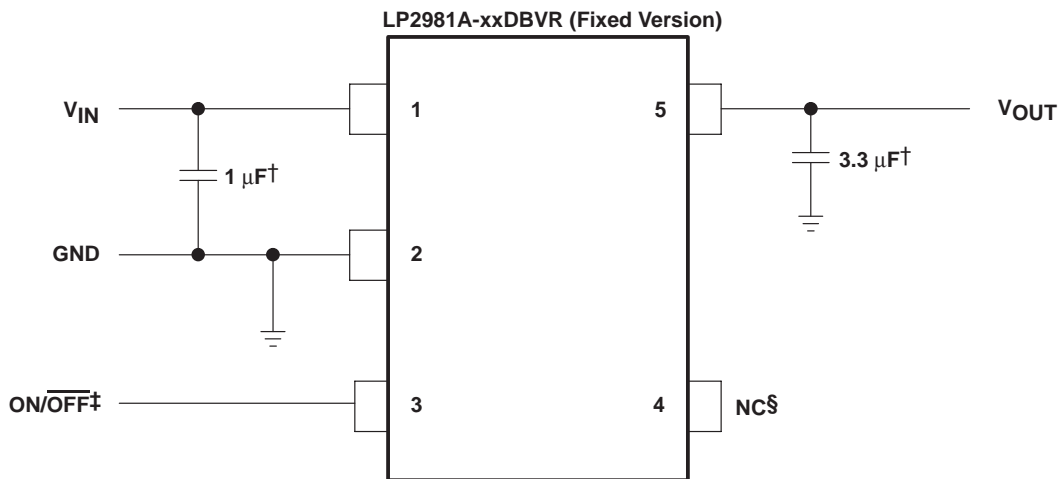 LP2981A-xxDBVR (Fixed Version)
VIN 1 5 VOUT
1 μF† 3.3 μF†
GND 2
ON/OFF‡ 3 4 NC§